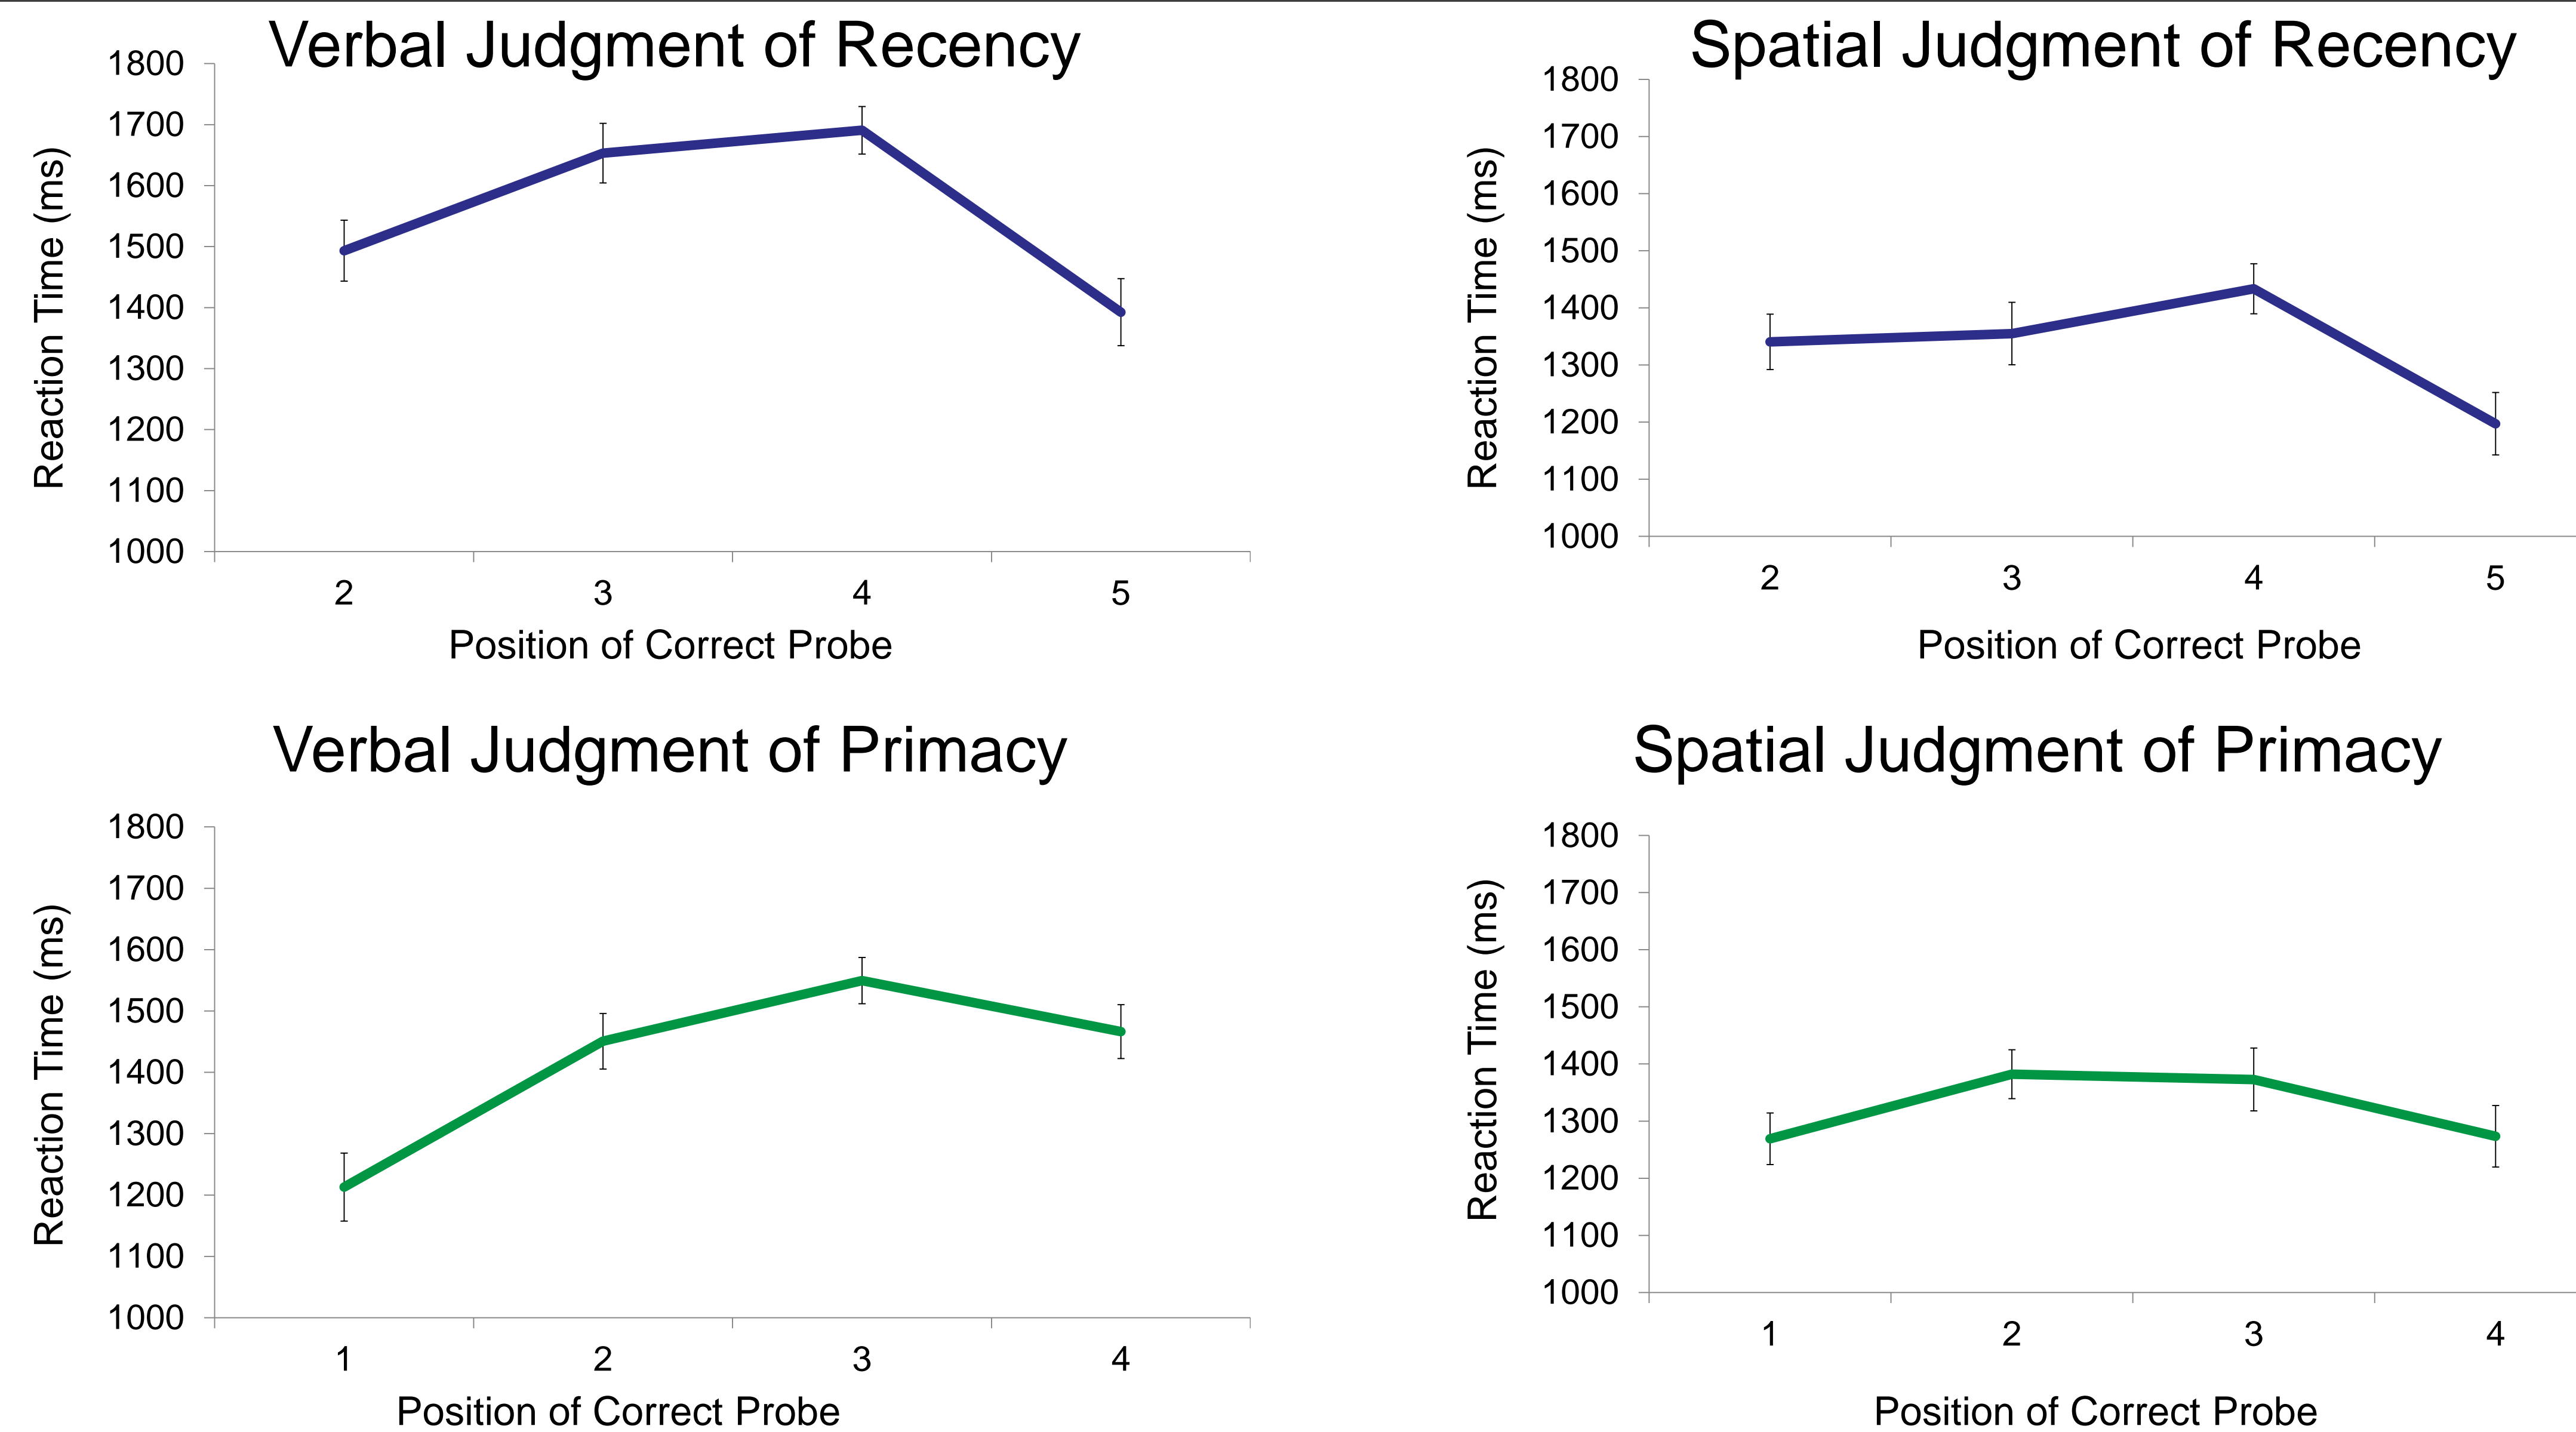 Verbal Judgment of Recency
1800
1700
1600
1500
1400
1300
1200
1100
1000
Reaction Time (ms)
2 3 4 5
Position of Correct Probe
Spatial Judgment of Recency
1800
1700
1600
1500
1400
1300
1200
1100
1000
Reaction Time (ms)
2 3 4 5
Position of Correct Probe
Verbal Judgment of Primacy
1800
1700
1600
1500
1400
1300
1200
1100
1000
Reaction Time (ms)
1 2 3 4
Position of Correct Probe
Spatial Judgment of Primacy
1800
1700
1600
1500
1400
1300
1200
1100
1000
Reaction Time (ms)
1 2 3 4
Position of Correct Probe